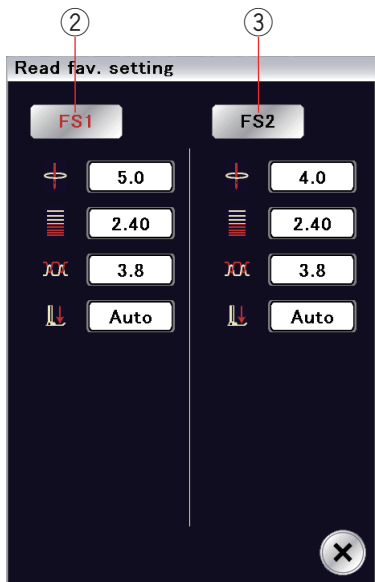 ② ③
Read fav. setting
FS1 FS2
5.0 4.0
2.40 2.40
3.8 3.8
Auto Auto